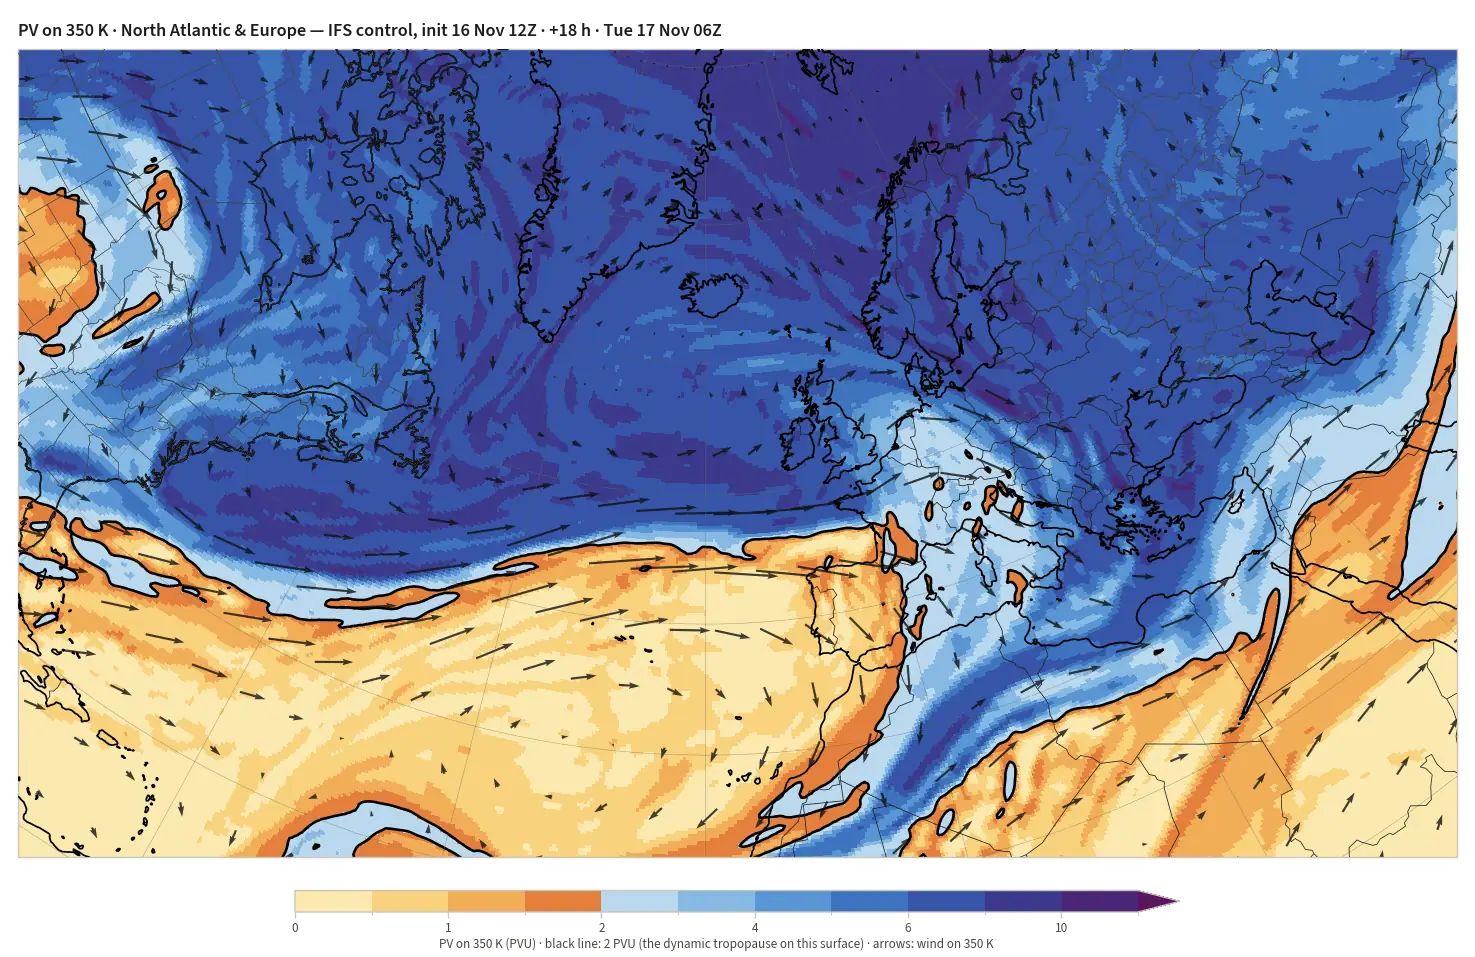 PV on 350 K · North Atlantic & Europe — IFS control, init 16 Nov 12Z · +18 h · Tue 17 Nov 06Z
0 1 2 4 6 10
PV on 350 K (PVU) · black line: 2 PVU (the dynamic tropopause on this surface) · arrows: wind on 350 K